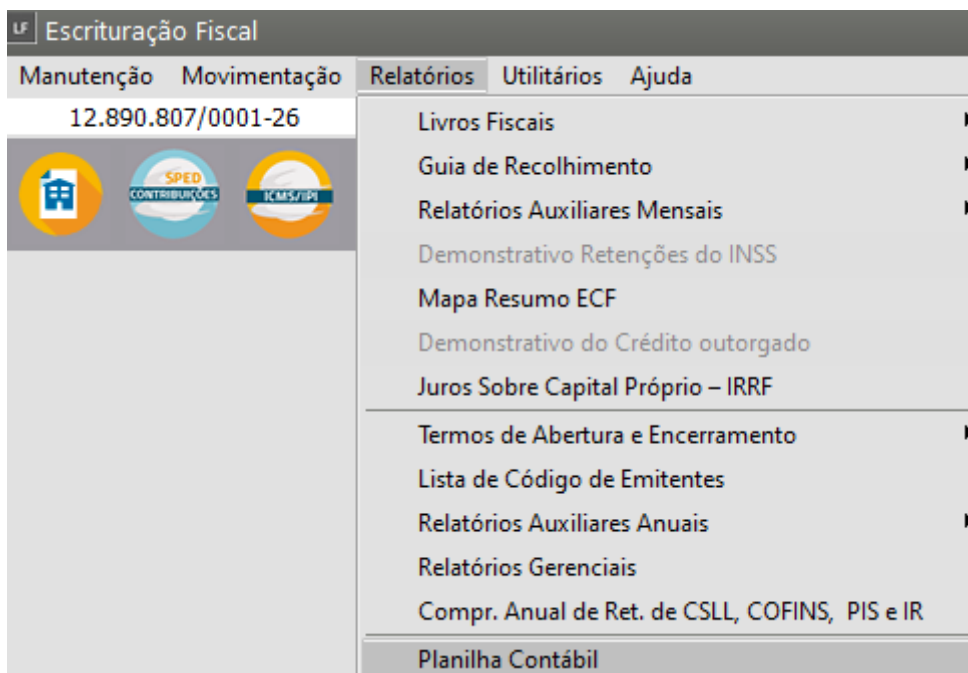 LF Escrituração Fiscal
Manutenção Movimentação Relatórios Utilitários Ajuda
12.890.807/0001-26
SPED
CONTRIBUIÇÕES
ICMS/IPI
Livros Fiscais
Guia de Recolhimento
Relatórios Auxiliares Mensais
Demonstrativo Retenções do INSS
Mapa Resumo ECF
Demonstrativo do Crédito outorgado
Juros Sobre Capital Próprio – IRRF
Termos de Abertura e Encerramento
Lista de Código de Emitentes
Relatórios Auxiliares Anuais
Relatórios Gerenciais
Compr. Anual de Ret. de CSLL, COFINS, PIS e IR
Planilha Contábil